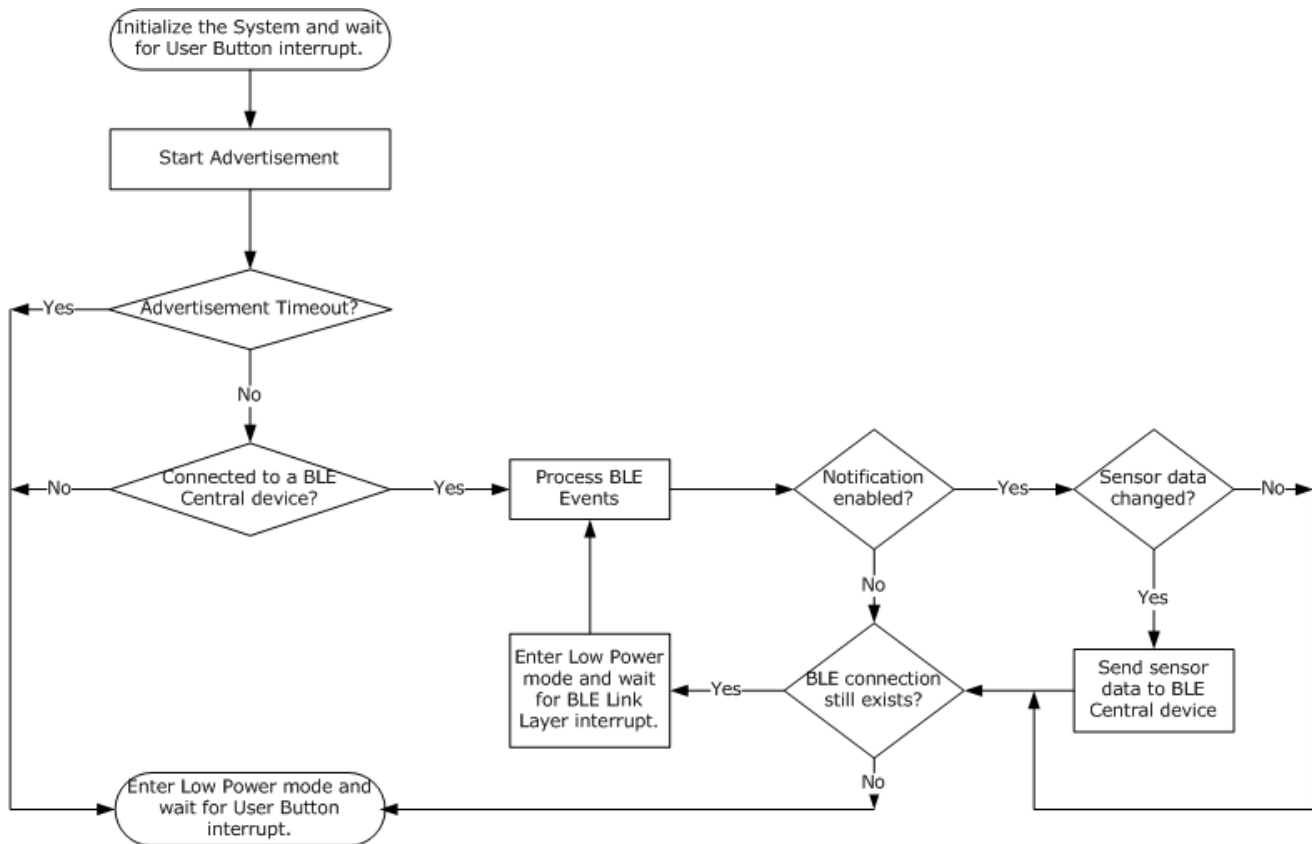 Initialize the System and wait
for User Button interrupt.
Start Advertisement
Advertisement Timeout?
Yes
No
Connected to a BLE
Central device?
No
Yes
Process BLE
Events
Notification
enabled?
Yes
Sensor data
changed?
No
No
Yes
Enter Low Power
mode and wait
for BLE Link
Layer interrupt.
Yes
BLE connection
still exists?
Send sensor
data to BLE
Central device
No
Enter Low Power mode and
wait for User Button
interrupt.